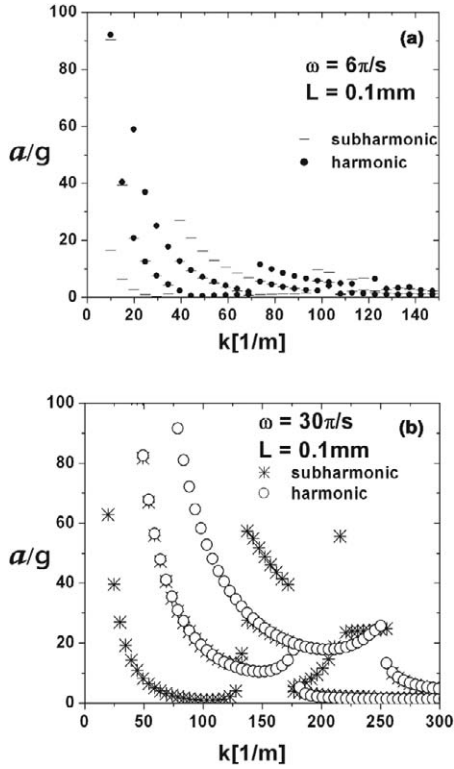 100
(a)
80
ω = 6π/s
L = 0.1mm
60
a/g
subharmonic
40
harmonic
20
0
0 20 40 60 80 100 120 140
k[1/m]
100
(b)
ω = 30π/s
80
L = 0.1mm
subharmonic
harmonic
60
a/g
40
20
0
0 50 100 150 200 250 300
k[1/m]